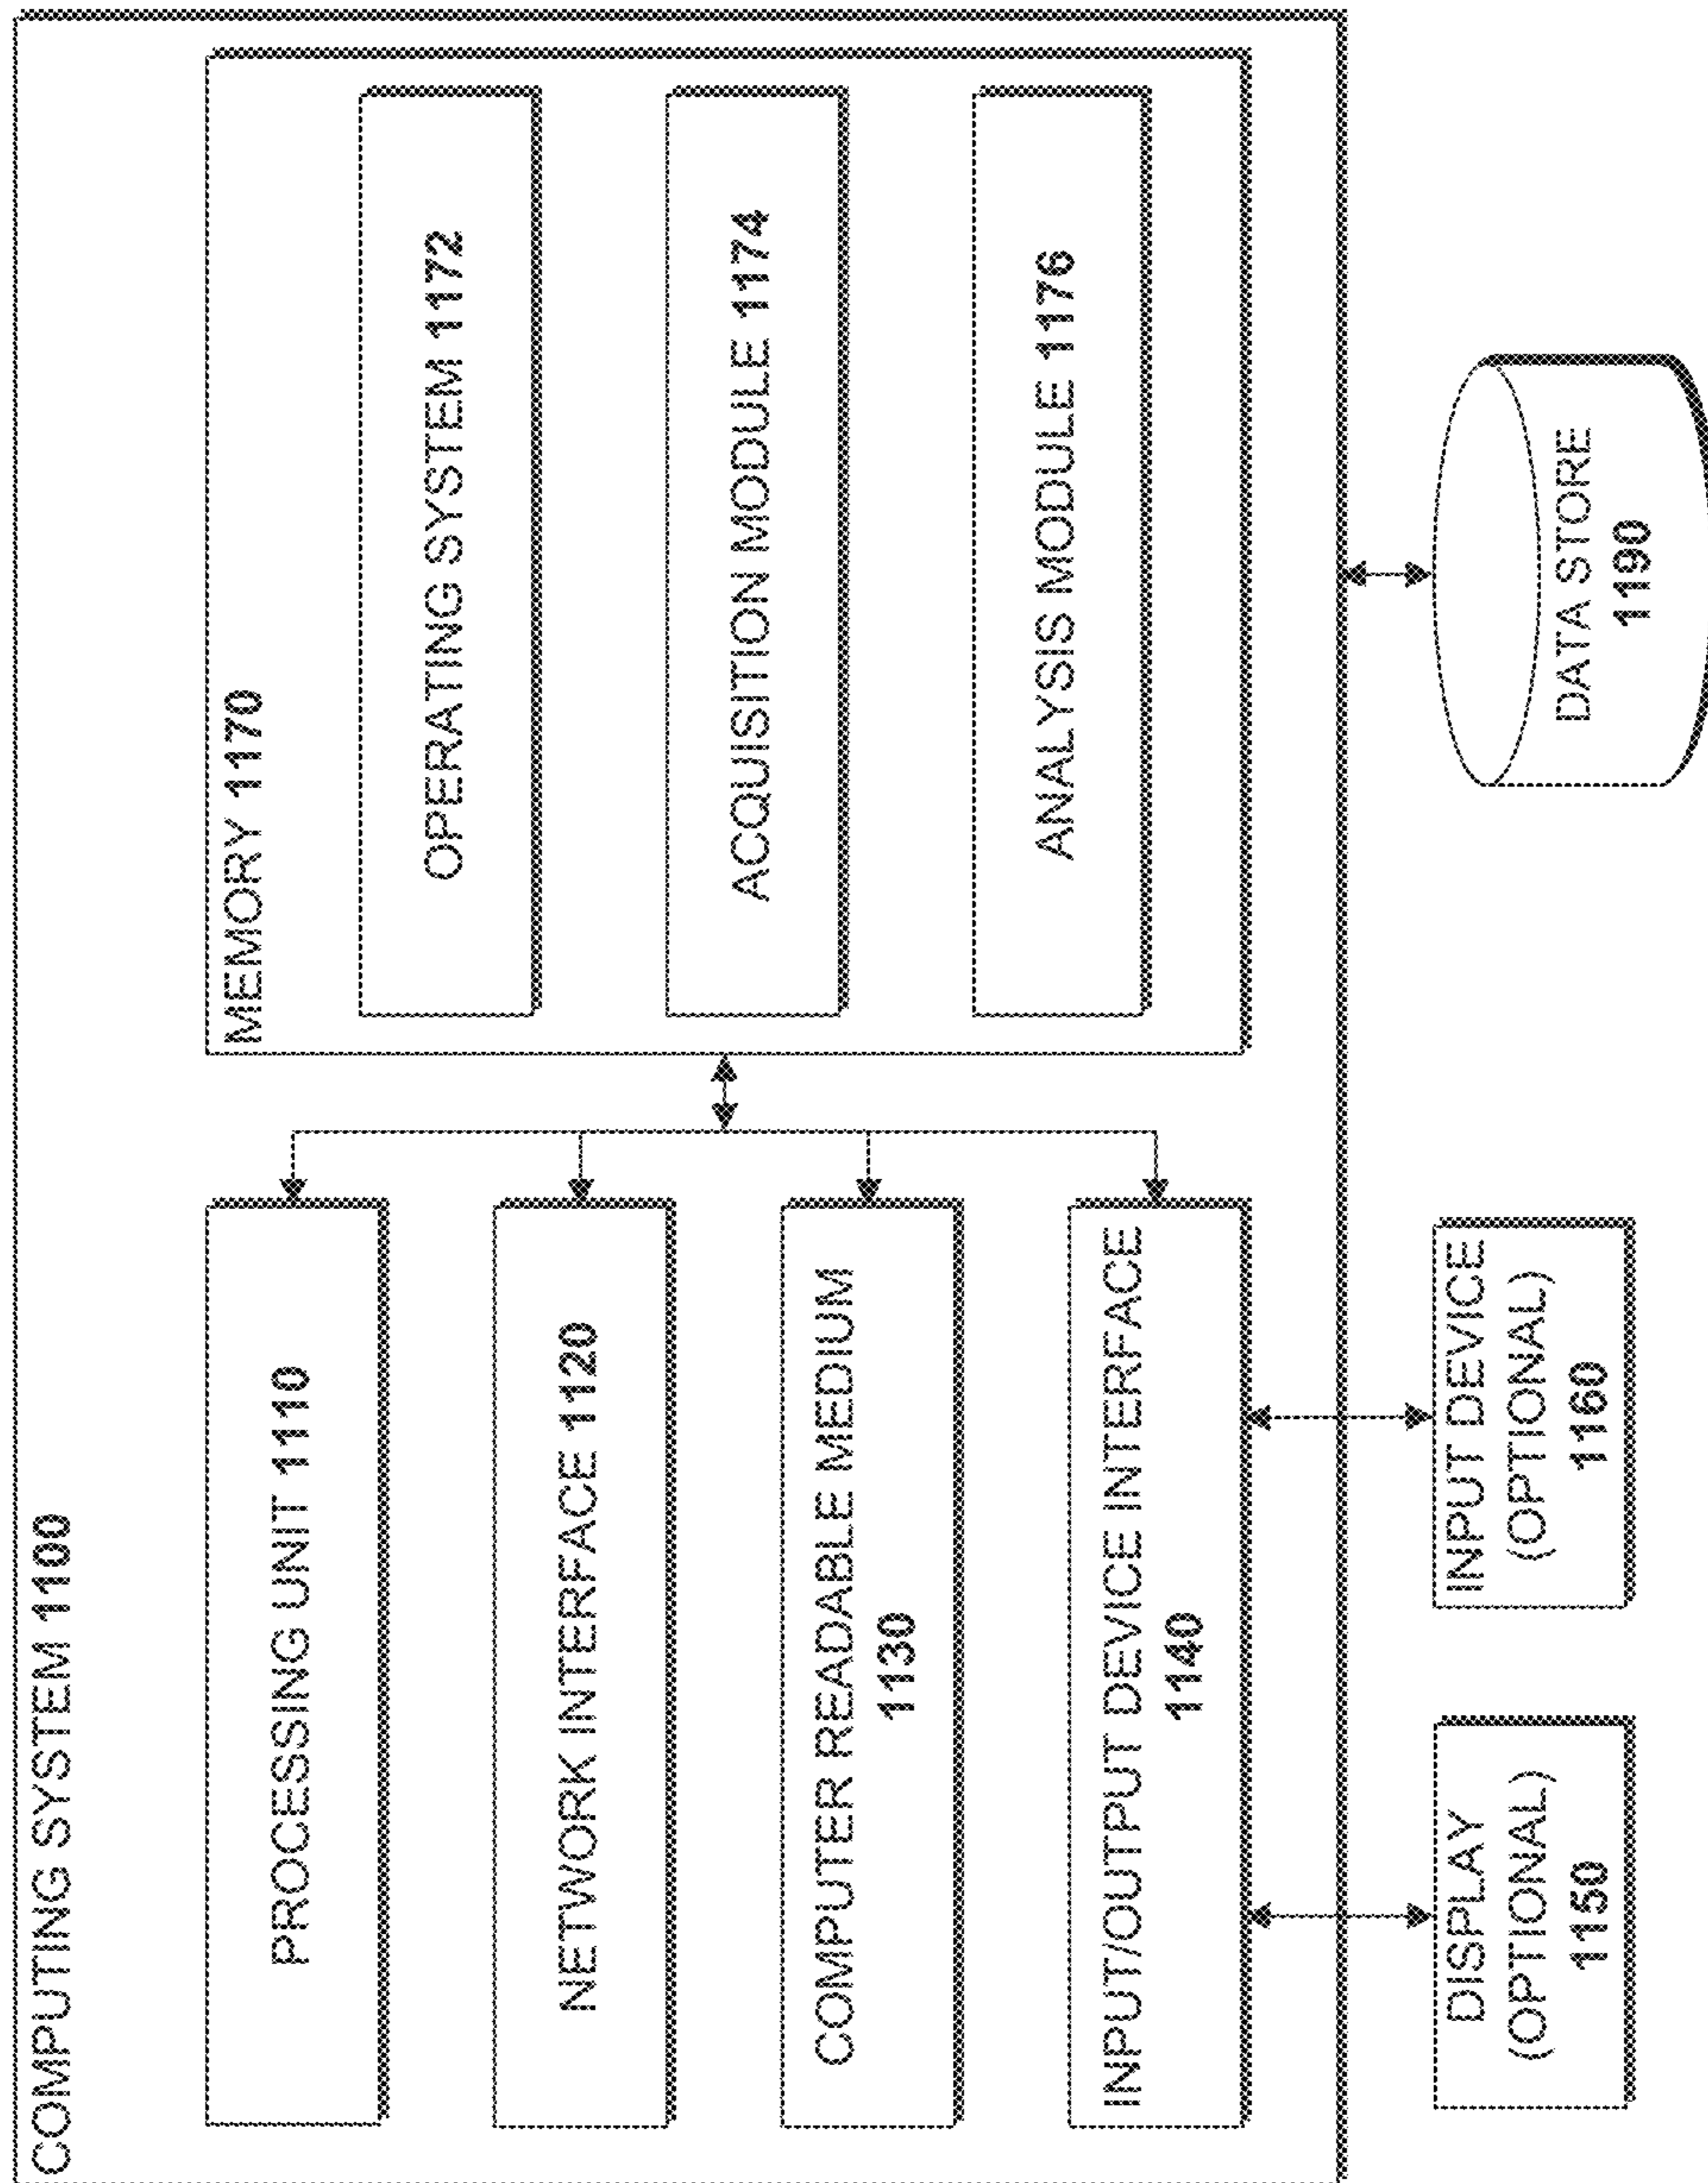 COMPUTING SYSTEM 1100
PROCESSING UNIT 1110
NETWORK INTERFACE 1120
COMPUTER READABLE MEDIUM
1130
INPUT/OUTPUT DEVICE INTERFACE
1140
MEMORY 1170
OPERATING SYSTEM 1172
ACQUISITION MODULE 1174
ANALYSIS MODULE 1176
DISPLAY
(OPTIONAL)
1150
INPUT DEVICE
(OPTIONAL)
1160
DATA STORE
1190